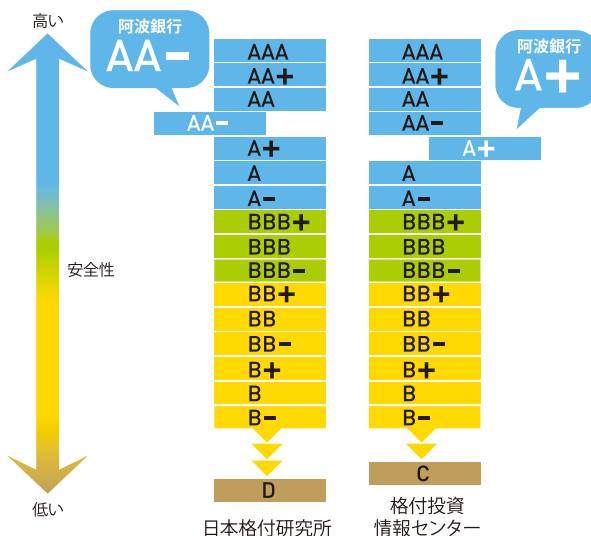 高い
安全性
低い
阿波銀行
AA-
AAA
AA+
AA
AA-
A+
A
A-
BBB+
BBB
BBB-
BB+
BB
BB-
B+
B
B-
D
日本格付研究所
阿波銀行
A+
AAA
AA+
AA
AA-
A+
A
A-
BBB+
BBB
BBB-
BB+
BB
BB-
B+
B
B-
C
格付投資
情報センター